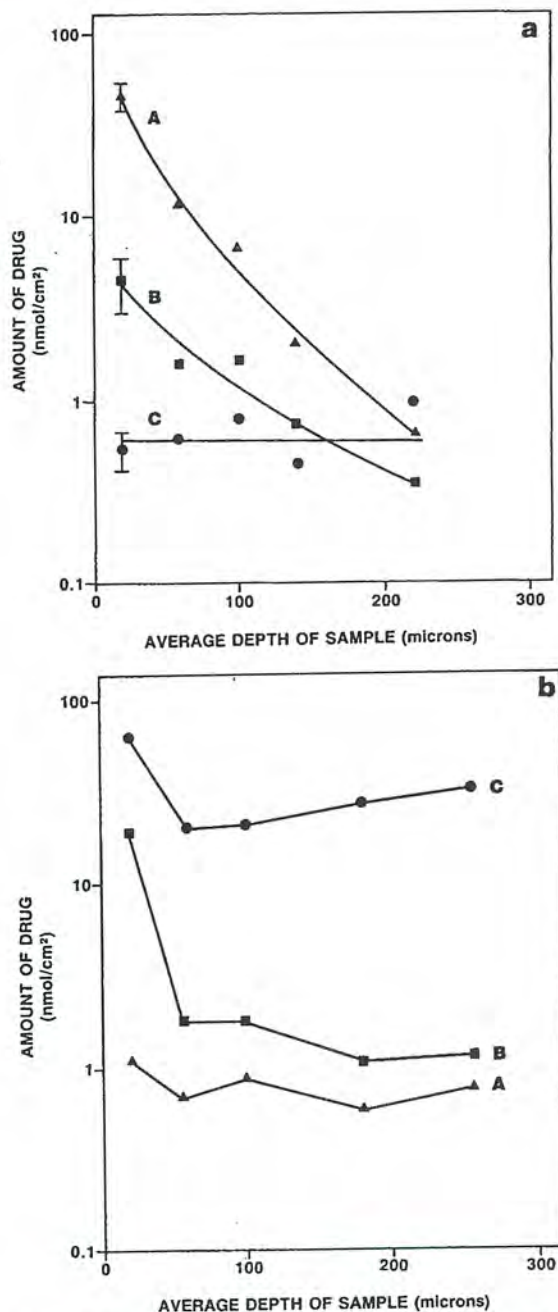 a
100
A
10
B
1
C
0.1
0 100 200 300
AMOUNT OF DRUG
(nmol/cm²)
AVERAGE DEPTH OF SAMPLE (microns)
b
100
C
10
B
1
A
0.1
0 100 200 300
AMOUNT OF DRUG
(nmol/cm²)
AVERAGE DEPTH OF SAMPLE (microns)